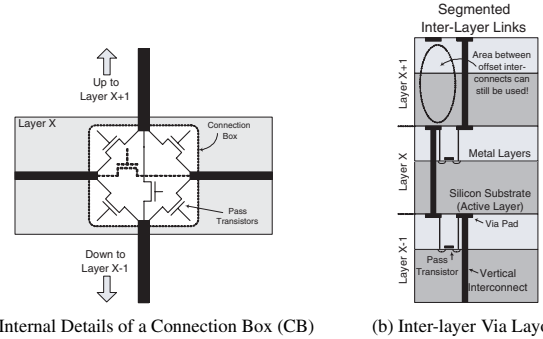 Up to
Layer X+1
Layer X
Connection
Box
Pass
Transistors
Down to
Layer X-1
Internal Details of a Connection Box (CB)
Segmented
Inter-Layer Links
Layer X+1
Area between
offset inter-
connects can
still be used!
Layer X
Metal Layers
Silicon Substrate
(Active Layer)
Layer X-1
Via Pad
Pass
Transistor
Vertical
Interconnect
(b) Inter-layer Via Layo